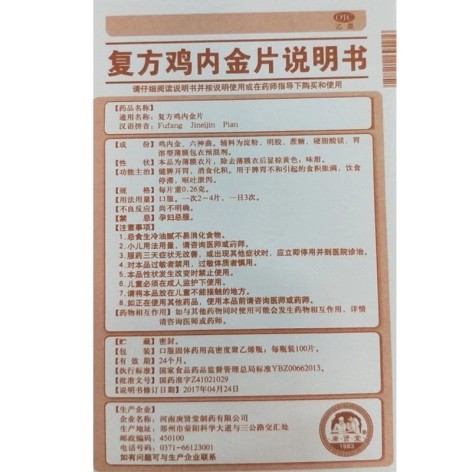 OTC
乙类
复方鸡内金片说明书
请仔细阅读说明书并按说明使用或在药师指导下购买和使用
【药品名称】
通用名称：复方鸡内金片
汉语拼音：Fufang Jineijin Pian
【成 份】鸡内金、六神曲。辅料为淀粉、明胶、蔗糖、硬脂酸镁、胃
溶型薄膜包衣预混剂。
【性 状】本品为薄膜衣片，除去薄膜衣后显棕黄色；味甜。
【功能主治】健脾开胃，消食化积。用于脾胃不和引起的食积胀满，饮食
停滞，呕吐泄泻。
【规 格】每片重0.26克。
【用法用量】口服。一次2~4片，一日3次。
【不良反应】尚不明确。
【禁 忌】孕妇忌服。
【注意事项】
1．忌食生冷油腻不易消化食物。
2．小儿用法用量，请咨询医师或药师。
3．服药三天症状无改善，或出现其他症状时，应立即停用并到医院诊治。
4．对本品过敏者禁用，过敏体质者慎用。
5．本品性状发生改变时禁止使用。
6．儿童必须在成人监护下使用。
7．请将本品放在儿童不能接触的地方。
8．如正在使用其他药品，使用本品前请咨询医师或药师。
【药物相互作用】如与其他药物同时使用可能会发生药物相互作用，详情
请咨询医师或药师。
【贮 藏】密封。
【包 装】口服固体药用高密度聚乙烯瓶；每瓶装100片。
【有 效 期】24个月。
【执行标准】国家食品药品监督管理总局标准YBZ00662013。
【批准文号】国药准字Z41021029
【说明书修订日期】2017年04月24日
【生产企业】
企业名称：河南庚贤堂制药有限公司
生产地址：郑州市荥阳科学大道与三公路交汇处
邮政编码：450100
电话号码：0371-66123001
如有问题可与生产企业联系
庚贤堂
1983